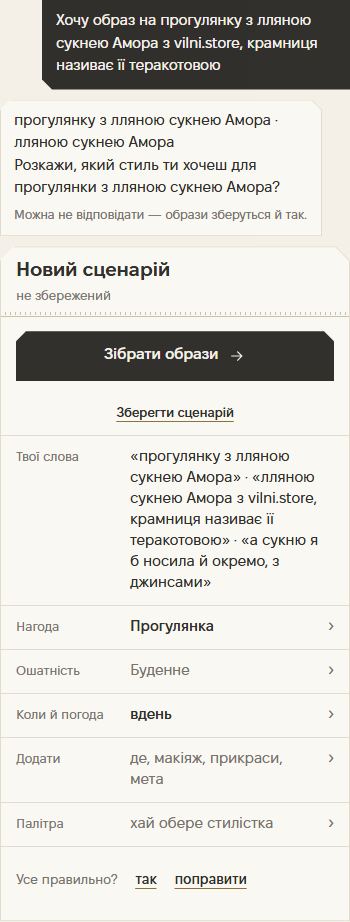 Хочу образ на прогулянку з лляною
сукнею Амора з vilni.store, крамниця
називає її теракотовою
прогулянку з лляною сукнею Амора ·
лляною сукнею Амора
Розкажи, який стиль ти хочеш для
прогулянки з лляною сукнею Амора?
Можна не відповідати — образи зберуться й так.
Новий сценарій
не збережений
Зібрати образи →
Зберегти сценарій
Твої слова
«прогулянку з лляною
сукнею Амора» · «лляною
сукнею Амора з vilni.store,
крамниця називає її
теракотовою» · «а сукню я
б носила й окремо, з
джинсами»
Нагода Прогулянка ›
Ошатність Буденне ›
Коли й погода вдень ›
Додати де, макіяж, прикраси, ›
мета
Палітра хай обере стилістка ›
Усе правильно? так поправити